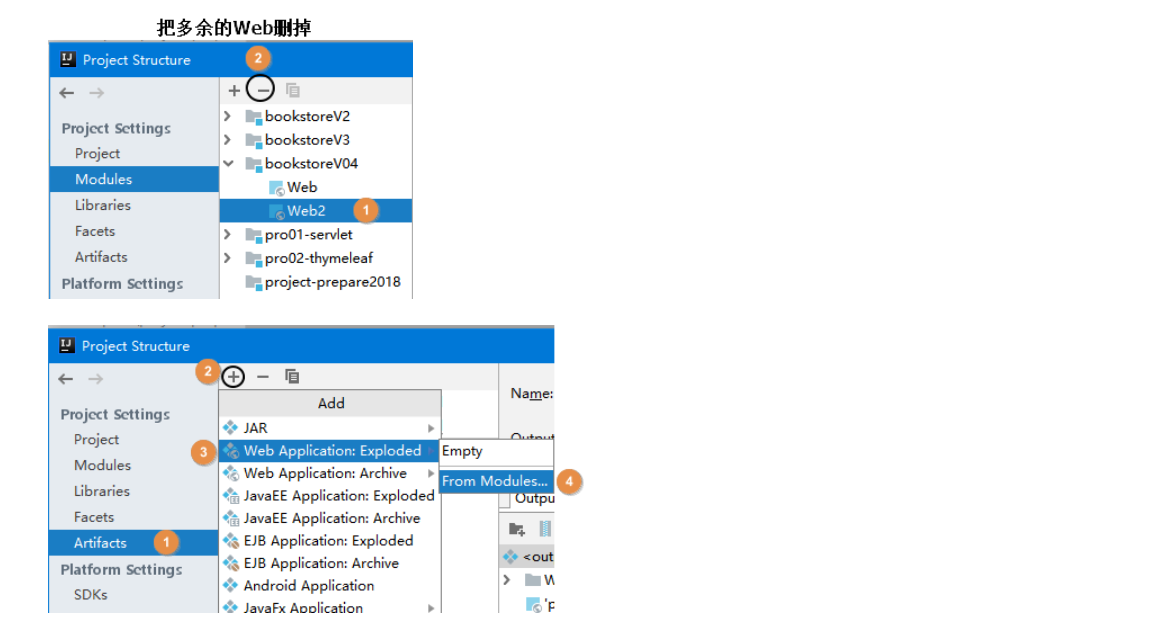 把多余的Web删掉
Project Structure
2
Project Settings
Project
Modules
Libraries
Facets
Artifacts
Platform Settings
bookstoreV2
bookstoreV3
bookstoreV04
Web
Web2
1
pro01-servlet
pro02-thymeleaf
project-prepare2018
Project Structure
2
Project Settings
Project
Modules
Libraries
Facets
Artifacts
1
Platform Settings
SDKs
Add
JAR
3
Web Application: Exploded
Web Application: Archive
JavaEE Application: Exploded
JavaEE Application: Archive
EJB Application: Exploded
EJB Application: Archive
Android Application
JavaFx Application
Empty
From Modules...
4
Name:
Outpu
<out
W
'p